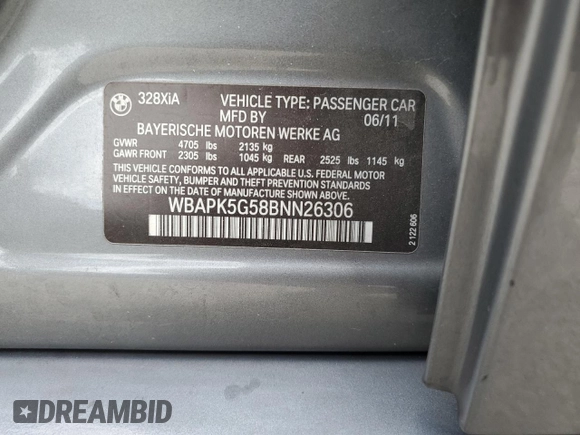 BMW
328XiA VEHICLE TYPE: PASSENGER CAR
MFD BY 06/11
BAYERISCHE MOTOREN WERKE AG
GVWR 4705 lbs 2135 kg
GAWR FRONT 2305 lbs 1045 kg REAR 2525 lbs 1145 kg
THIS VEHICLE CONFORMS TO ALL APPLICABLE U.S. FEDERAL MOTOR
VEHICLE SAFETY, BUMPER, AND THEFT PREVENTION STANDARDS
IN EFFECT ON THE DATE OF MANUFACTURE SHOWN ABOVE.
WBAPK5G58BNN26306
2 122 606
DREAMBID